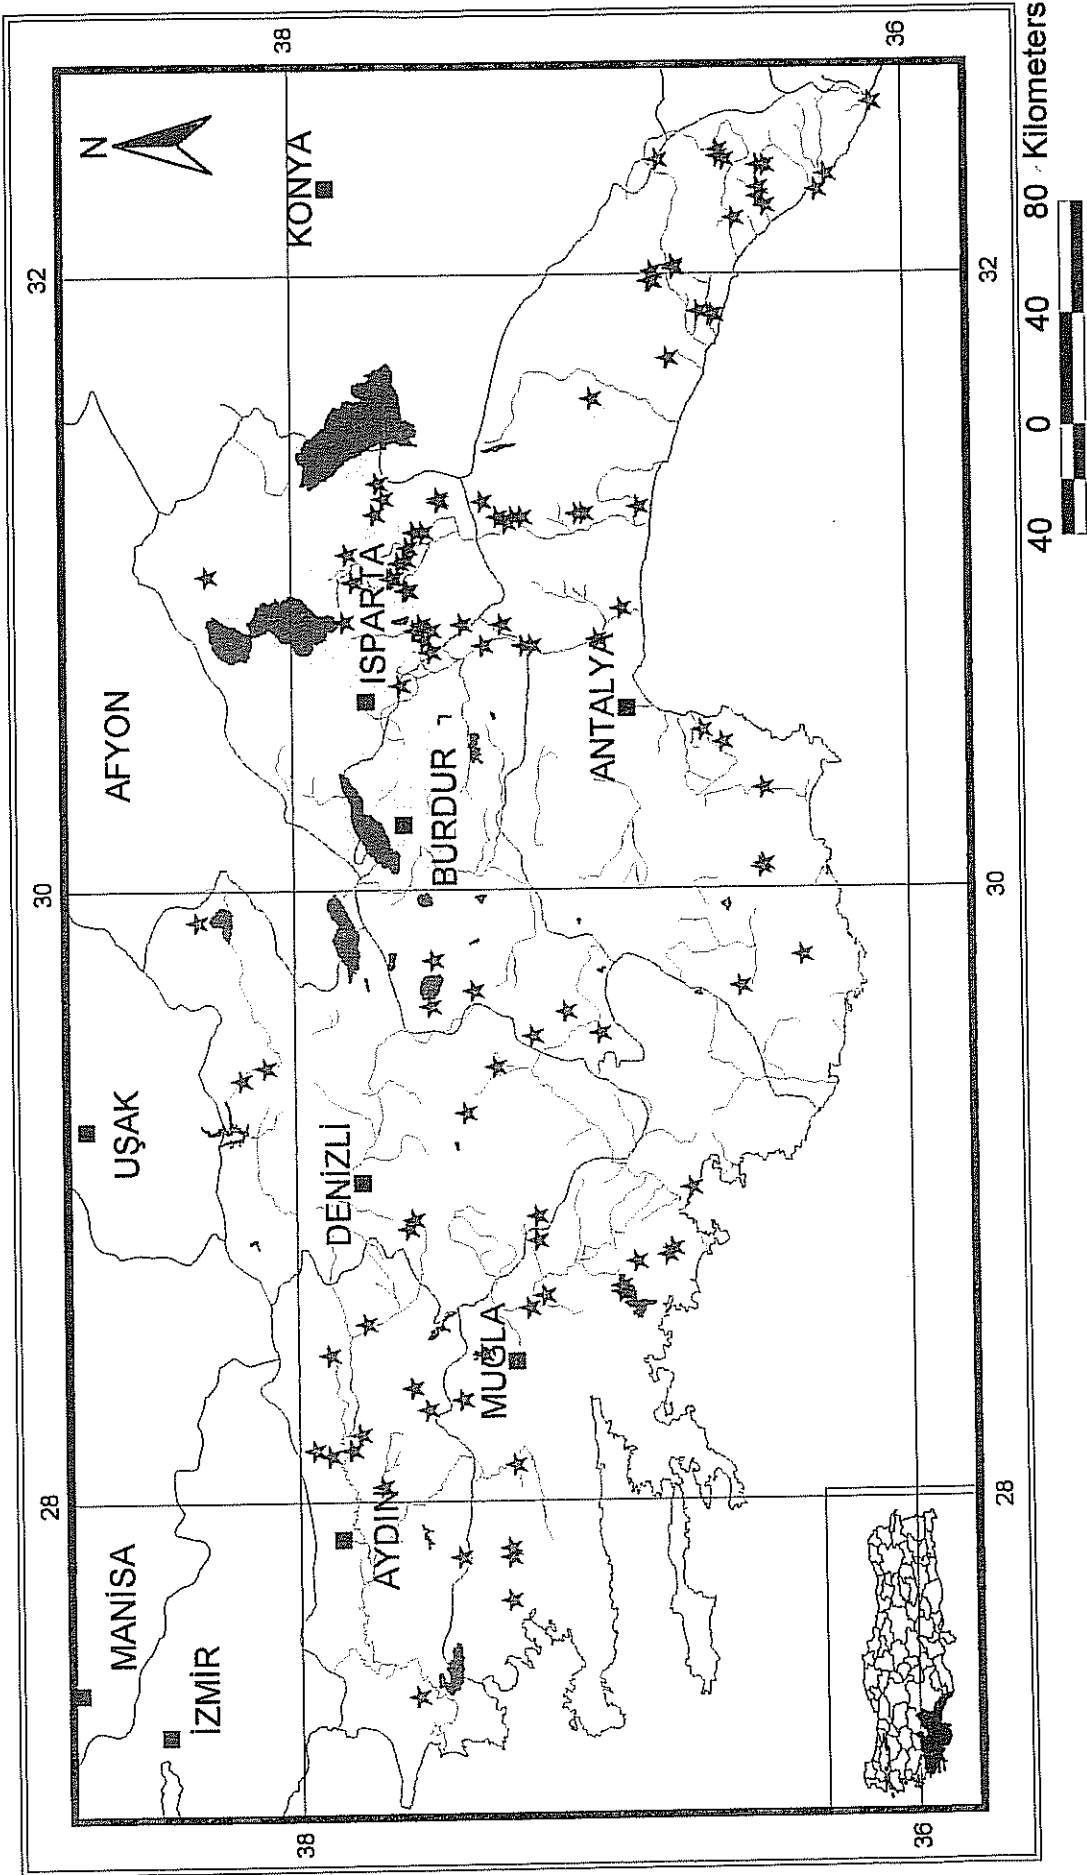 28
30
32
38
38
36
36
28
30
32
N
MANİSA
İZMİR
UŞAK
AFYON
KONYA
AYDIN
DENİZLİ
MUĞLA
BURDUR
ISPARTA
ANTALYA
40 0 40 80 Kilometers